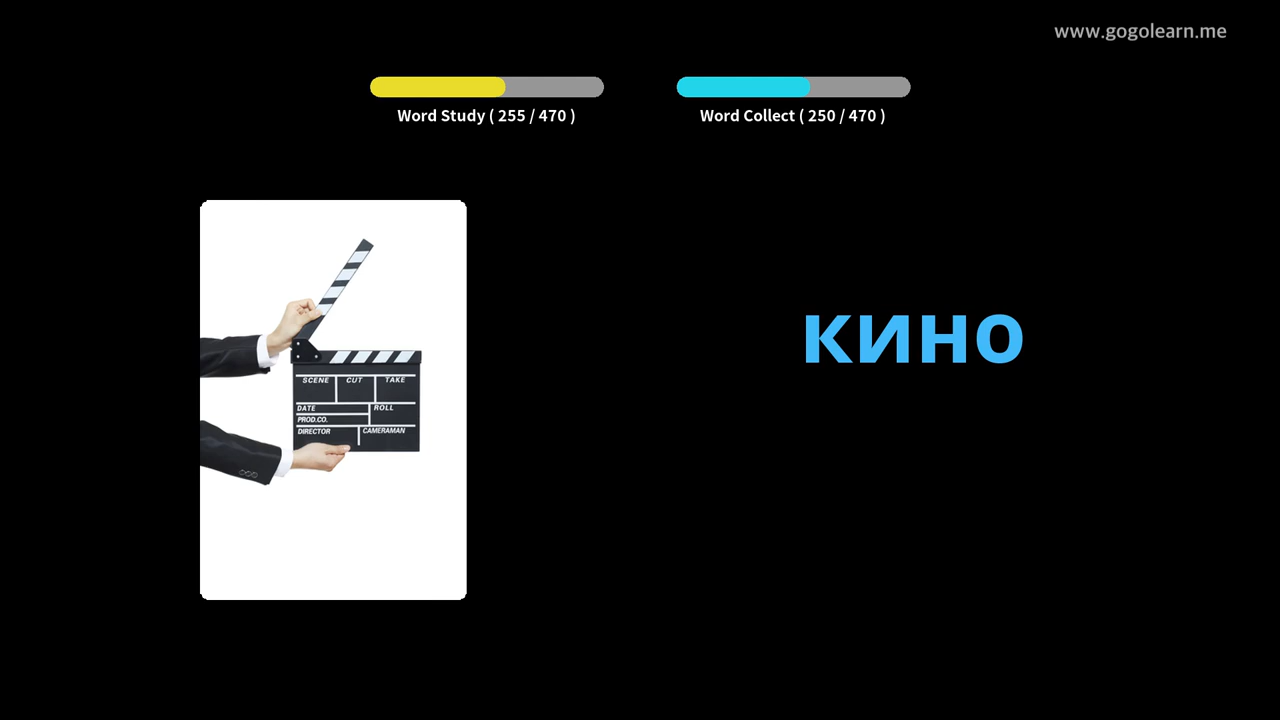 www.gogolearn.me
Word Study ( 255 / 470 )
Word Collect ( 250 / 470 )
SCENE CUT TAKE
DATE ROLL
PROD.CO.
DIRECTOR CAMERAMAN
кино